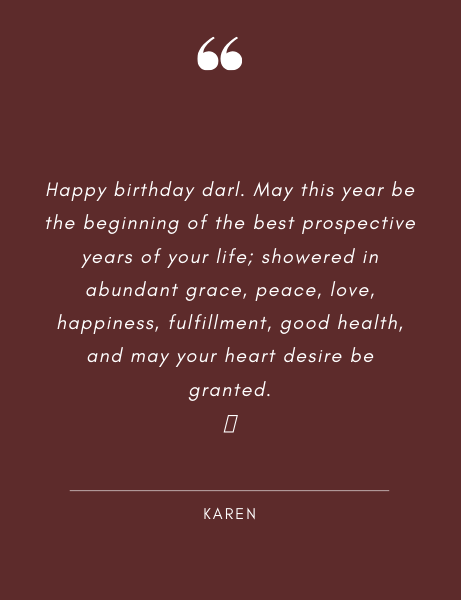 Happy birthday darl. May this year be
the beginning of the best prospective
years of your life; showered in
abundant grace, peace, love,
happiness, fulfillment, good health,
and may your heart desire be
granted.
KAREN